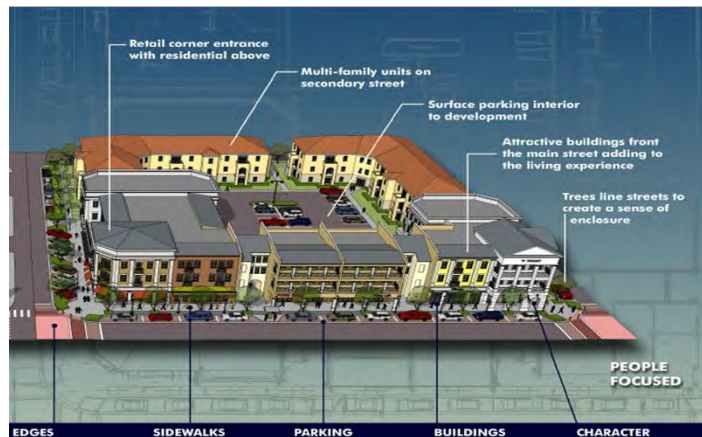 Retail corner entrance
with residential above
Multi-family units on
secondary street
Surface parking interior
to development
Attractive buildings front
the main street adding to
the living experience
Trees line streets to
create a sense of
enclosure
PEOPLE
FOCUSED
EDGES
SIDEWALKS
PARKING
BUILDINGS
CHARACTER